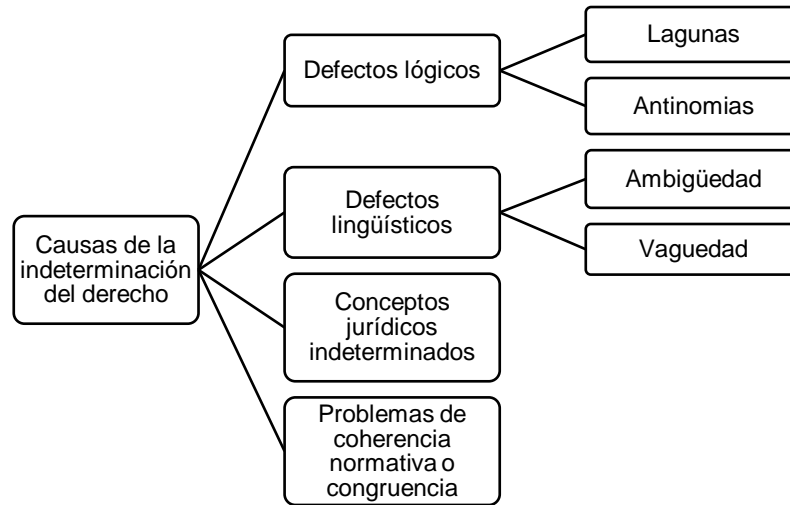 Causas de la
indeterminación
del derecho
Defectos lógicos
Lagunas
Antinomias
Defectos
lingüísticos
Ambigüedad
Vaguedad
Conceptos
jurídicos
indeterminados
Problemas de
coherencia
normativa o
congruencia